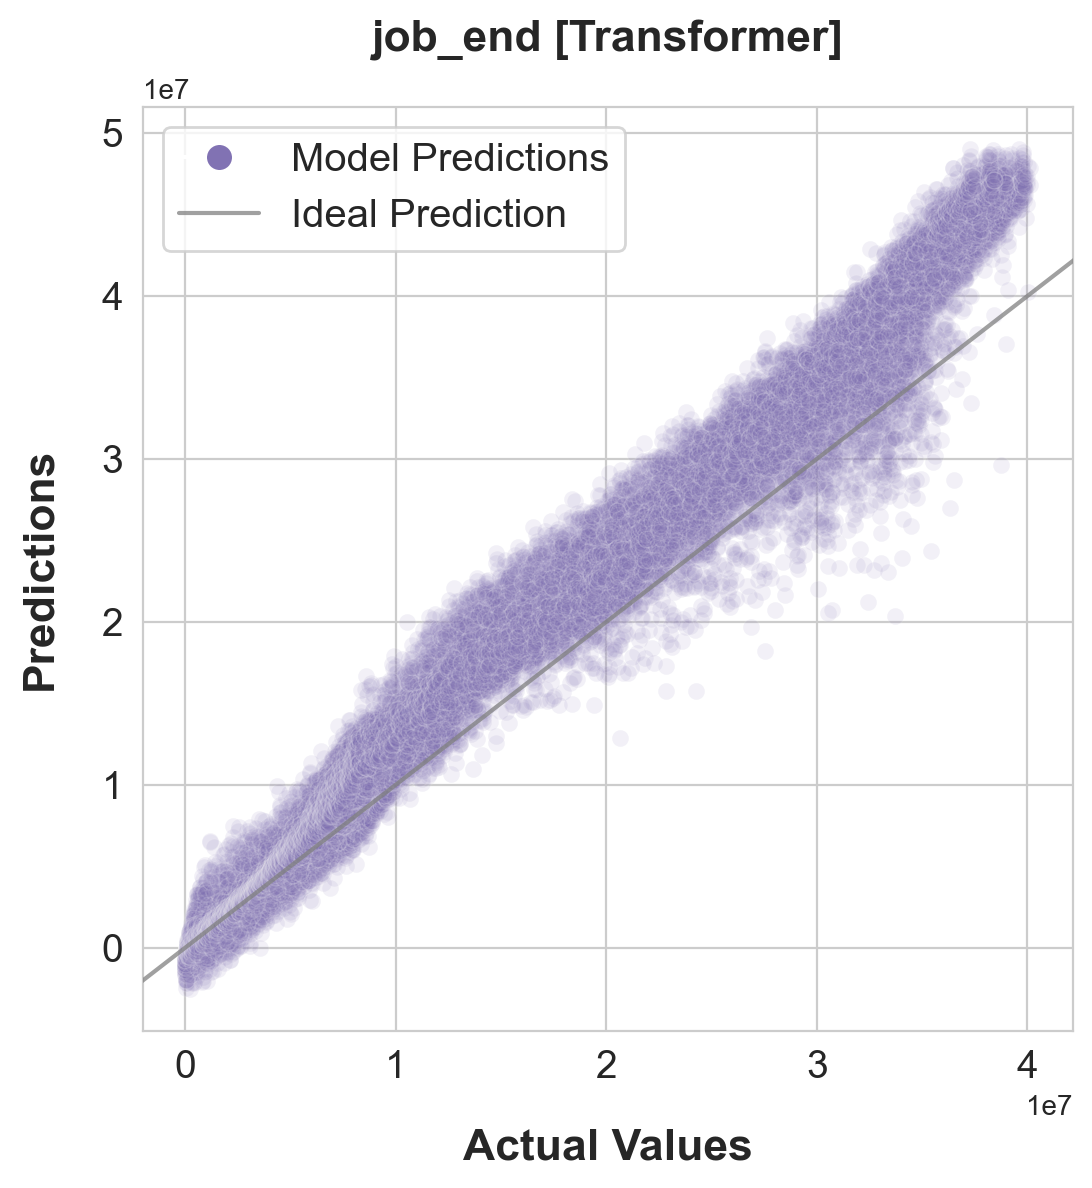 job_end [Transformer]
1e7
5
Model Predictions
Ideal Prediction
4
3
2
1
0
Predictions
0 1 2 3 4
1e7
Actual Values